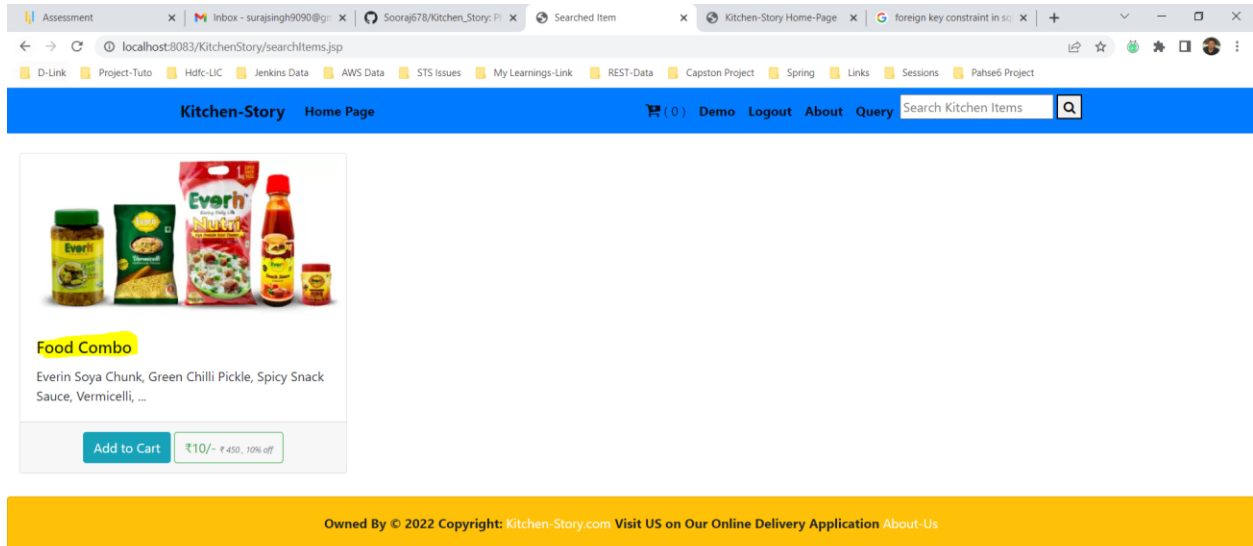 Assessment
Inbox - surajsingh9090@gm
Sooraj678/Kitchen_Story: P
Searched Item
Kitchen-Story Home-Page
foreign key constraint in sq
localhost:8083/KitchenStory/searchItems.jsp
D-Link Project-Tuto Hdfc-LIC Jenkins Data AWS Data STS Issues My Learnings-Link REST-Data Capston Project Spring Links Sessions Pahse6 Project
Kitchen-Story Home Page ( 0 ) Demo Logout About Query Search Kitchen Items
Everin
Nutri
Everin
Vermicelli
Food Combo
Everin Soya Chunk, Green Chilli Pickle, Spicy Snack
Sauce, Vermicelli, ...
Add to Cart ₹10/- ₹ 450 , 10% off
Owned By © 2022 Copyright: Kitchen-Story.com Visit US on Our Online Delivery Application About-Us